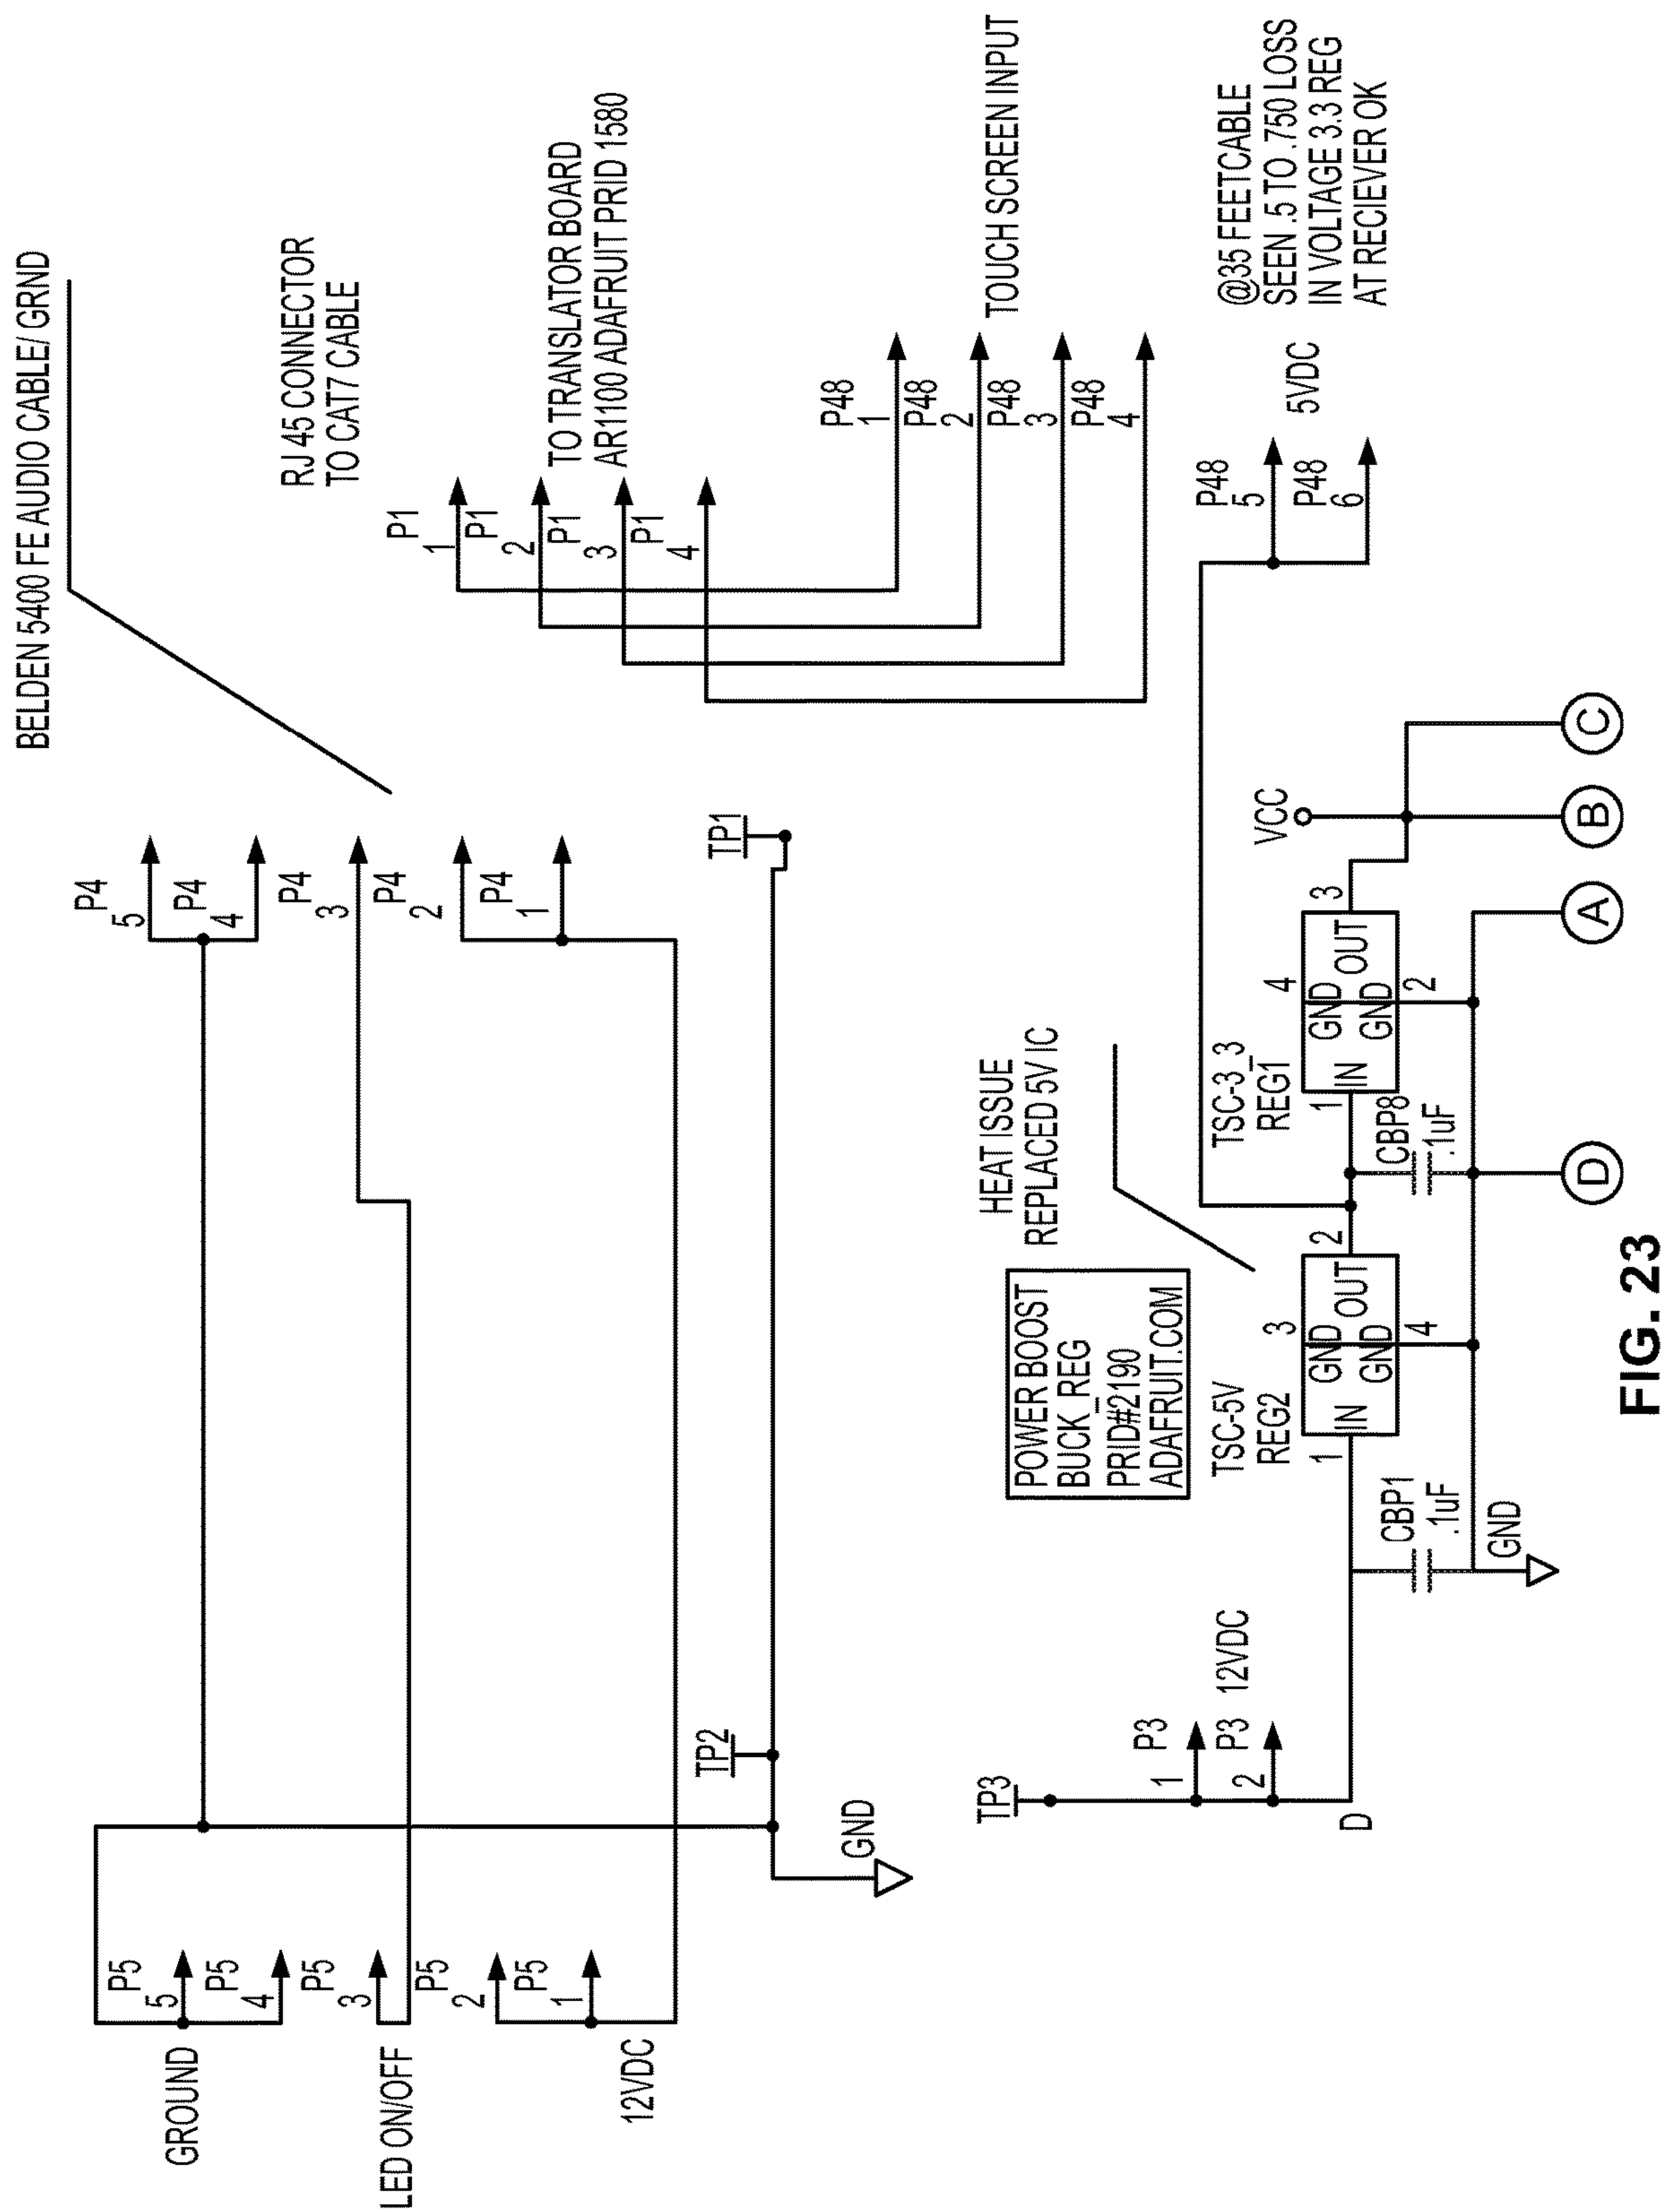 BELDEN 5400 FE AUDIO CABLE/ GRND
GROUND
P5
5
P5
4
LED ON/OFF
P5
3
P5
2
P5
1
12VDC
P4
5
P4
4
P4
3
P4
2
P4
1
RJ 45 CONNECTOR
TO CAT7 CABLE
P1
1
P1
2
P1
3
P1
4
TO TRANSLATOR BOARD
AR1100 ADAFRUIT PRID 1580
TP2
TP1
GND
P48
1
P48
2
P48
3
P48
4
TOUCH SCREEN INPUT
TP3
P3
1
P3
2
12VDC
D
POWER BOOST
BUCK_REG
PRID#2190
ADAFRUIT.COM
HEAT ISSUE
REPLACED 5V IC
TSC-5V
REG2
1
IN
3
GND
GND
4
OUT
2
CBP1
.1uF
GND
TSC-3_3
REG1
1
IN
4
GND
GND
2
OUT
3
CBP8
.1uF
VCC
P48
5
P48
6
5VDC
@35 FEETCABLE
SEEN .5 TO .750 LOSS
IN VOLTAGE 3.3 REG
AT RECIEVER OK
D
A
B
C
FIG. 23